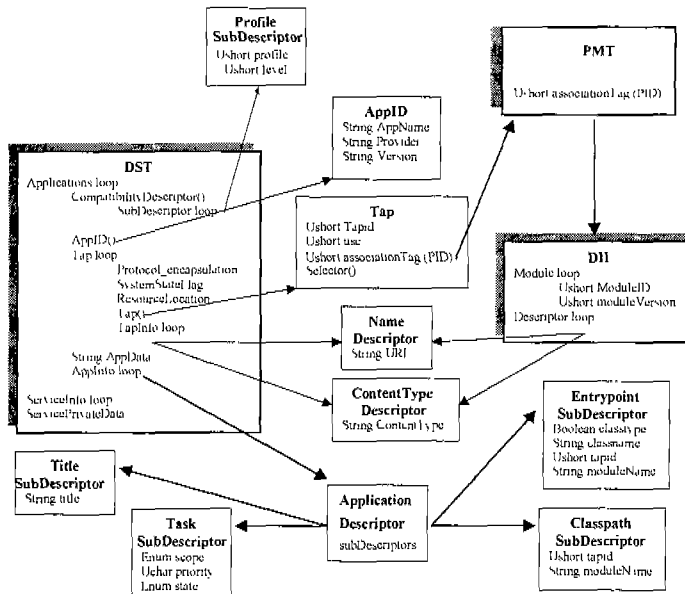 Profile
SubDescriptor
Ushort profile
Ushort level
PMT
Ushort associationTag (PID)
AppID
String AppName
String Provider
String Version
DST
Applications loop
CompatibilityDescriptor()
SubDescriptor loop
AppID()
Tap loop
Protocol_encapsulation
SystemStateFlag
ResourceLocation
Tap()
TapInfo loop
String AppData
AppInfo loop
ServiceInfo loop
ServicePrivateData
Tap
Ushort Tapid
Ushort use
Ushort associationTag (PID)
Selector()
DII
Module loop
Ushort ModuleID
Ushort moduleVersion
Descriptor loop
Name
Descriptor
String URI
ContentType
Descriptor
String ContentType
Entrypoint
SubDescriptor
Boolean classtype
String classname
Ushort tapid
String moduleName
Title
SubDescriptor
String title
Task
SubDescriptor
Enum scope
Uchar priority
Enum state
Application
Descriptor
subDescriptors
Classpath
SubDescriptor
Ushort tapid
String moduleName